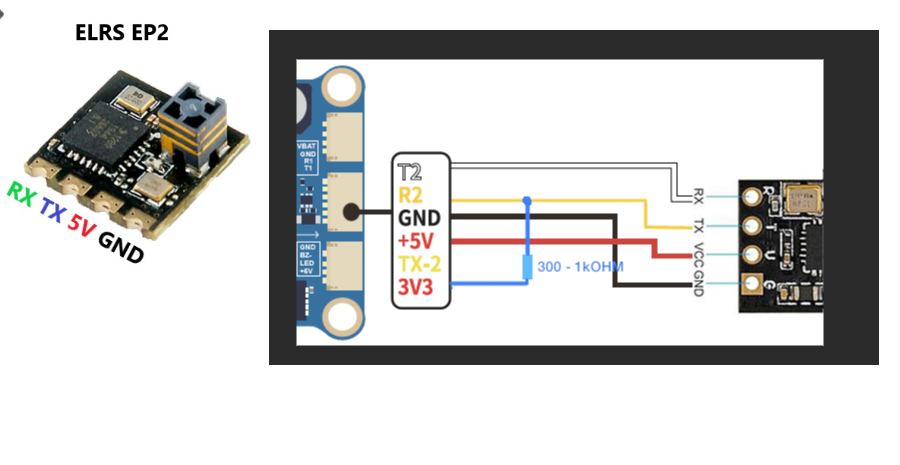 ELRS EP2
RX TX 5V GND
VBAT
GND
R1
T1
GND
BZ-
LED
+5V
T2
R2
GND
+5V
TX-2
3V3
300 - 1kOHM
RX
TX
VCC
GND
R
T